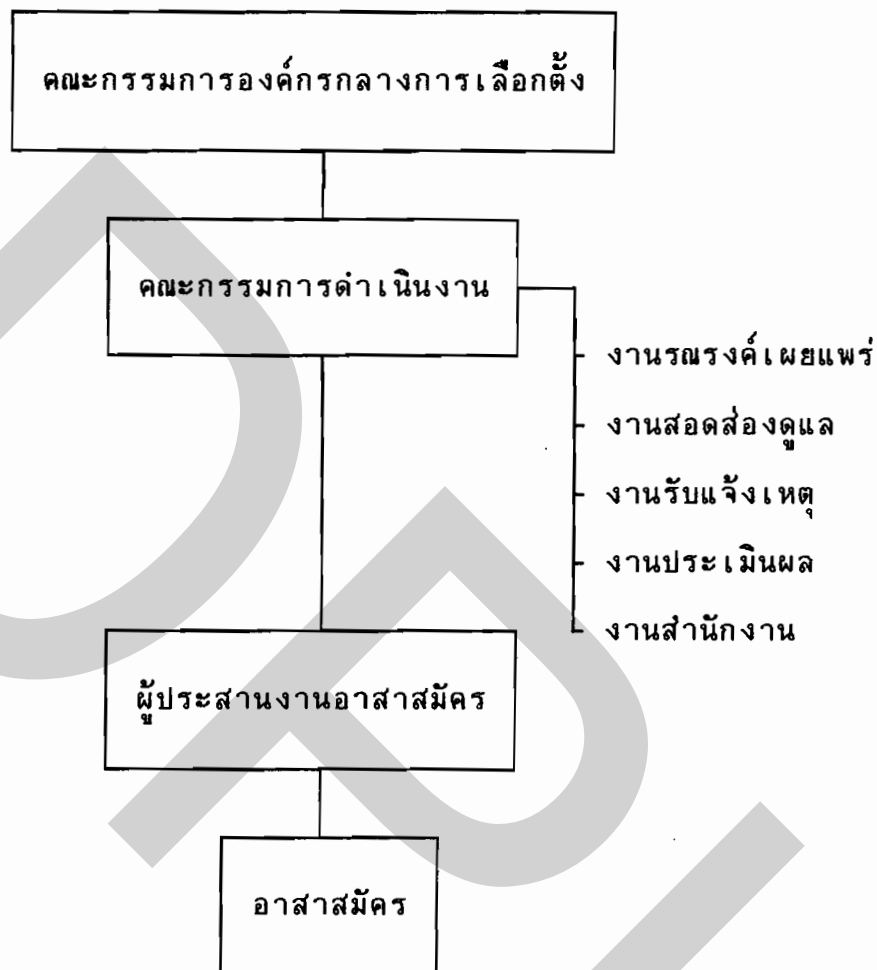 คณะกรรมการองค์กรกลางการเลือกตั้ง
คณะกรรมการดำเนินงาน
งานรณรงค์เผยแพร่
งานสอดส่องดูแล
งานรับแจ้งเหตุ
งานประเมินผล
งานสำนักงาน
ผู้ประสานงานอาสาสมัคร
อาสาสมัคร